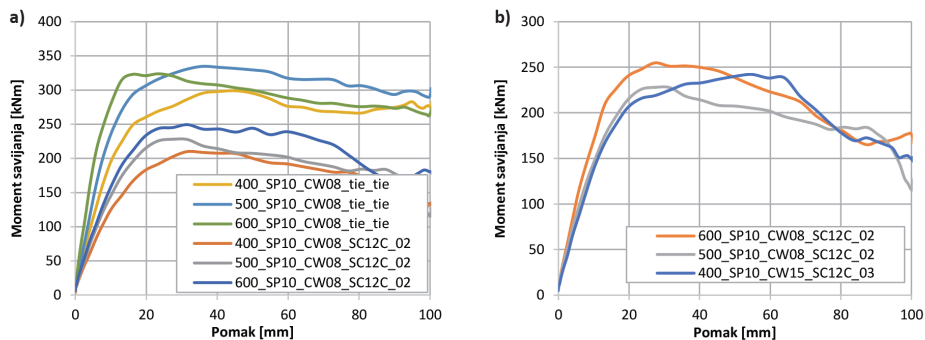 a)
Moment savijanja [kNm]
400
350
300
250
200
150
100
50
0
400_SP10_CW08_tie_tie
500_SP10_CW08_tie_tie
600_SP10_CW08_tie_tie
400_SP10_CW08_SC12C_02
500_SP10_CW08_SC12C_02
600_SP10_CW08_SC12C_02
0 20 40 60 80 100
Pomak [mm]
b)
Moment savijanja [kNm]
300
250
200
150
100
50
0
600_SP10_CW08_SC12C_02
500_SP10_CW08_SC12C_02
400_SP10_CW15_SC12C_03
0 20 40 60 80 100
Pomak [mm]